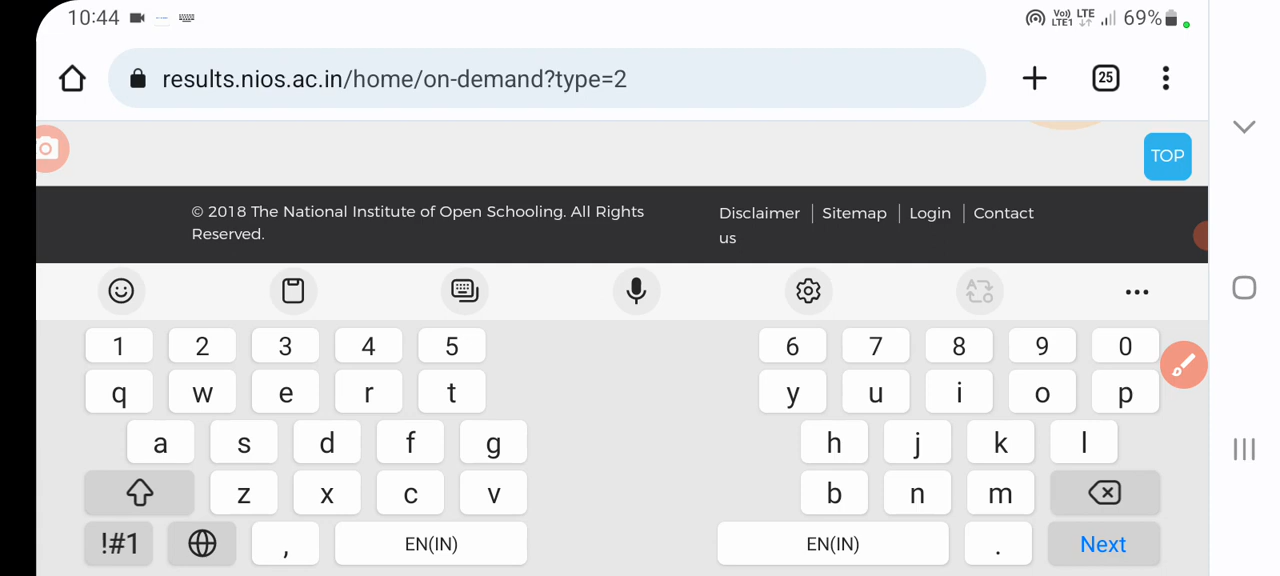 10:44
Vo)) LTE1 LTE 69%
results.nios.ac.in/home/on-demand?type=2
25
TOP
© 2018 The National Institute of Open Schooling. All Rights
Reserved.
Disclaimer | Sitemap | Login | Contact
us
1 2 3 4 5 6 7 8 9 0
q w e r t y u i o p
a s d f g h j k l
z x c v b n m
!#1 , EN(IN) EN(IN) . Next